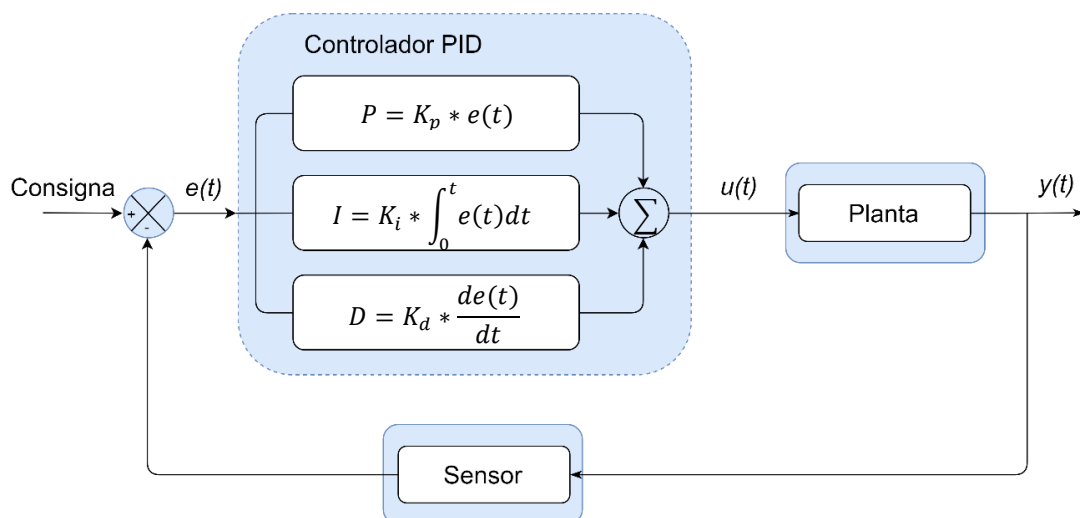 Controlador PID
P = K_p * e(t)
Consigna
e(t)
+
-
I = K_i * ∫_0^t e(t)dt
∑
u(t)
Planta
y(t)
D = K_d * de(t)/dt
Sensor